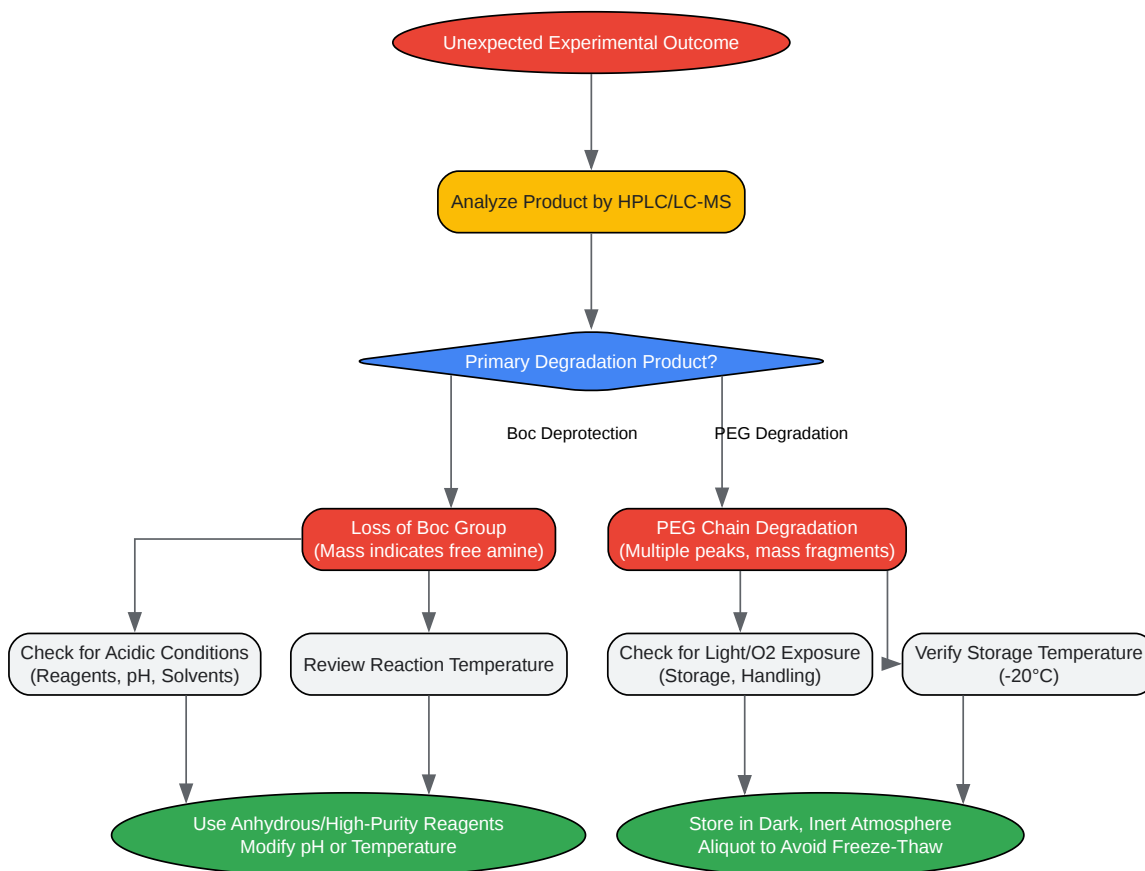 Unexpected Experimental Outcome
Analyze Product by HPLC/LC-MS
Primary Degradation Product?
Boc Deprotection
PEG Degradation
Loss of Boc Group
(Mass indicates free amine)
PEG Chain Degradation
(Multiple peaks, mass fragments)
Check for Acidic Conditions
(Reagents, pH, Solvents)
Review Reaction Temperature
Check for Light/O2 Exposure
(Storage, Handling)
Verify Storage Temperature
(-20°C)
Use Anhydrous/High-Purity Reagents
Modify pH or Temperature
Store in Dark, Inert Atmosphere
Aliquot to Avoid Freeze-Thaw